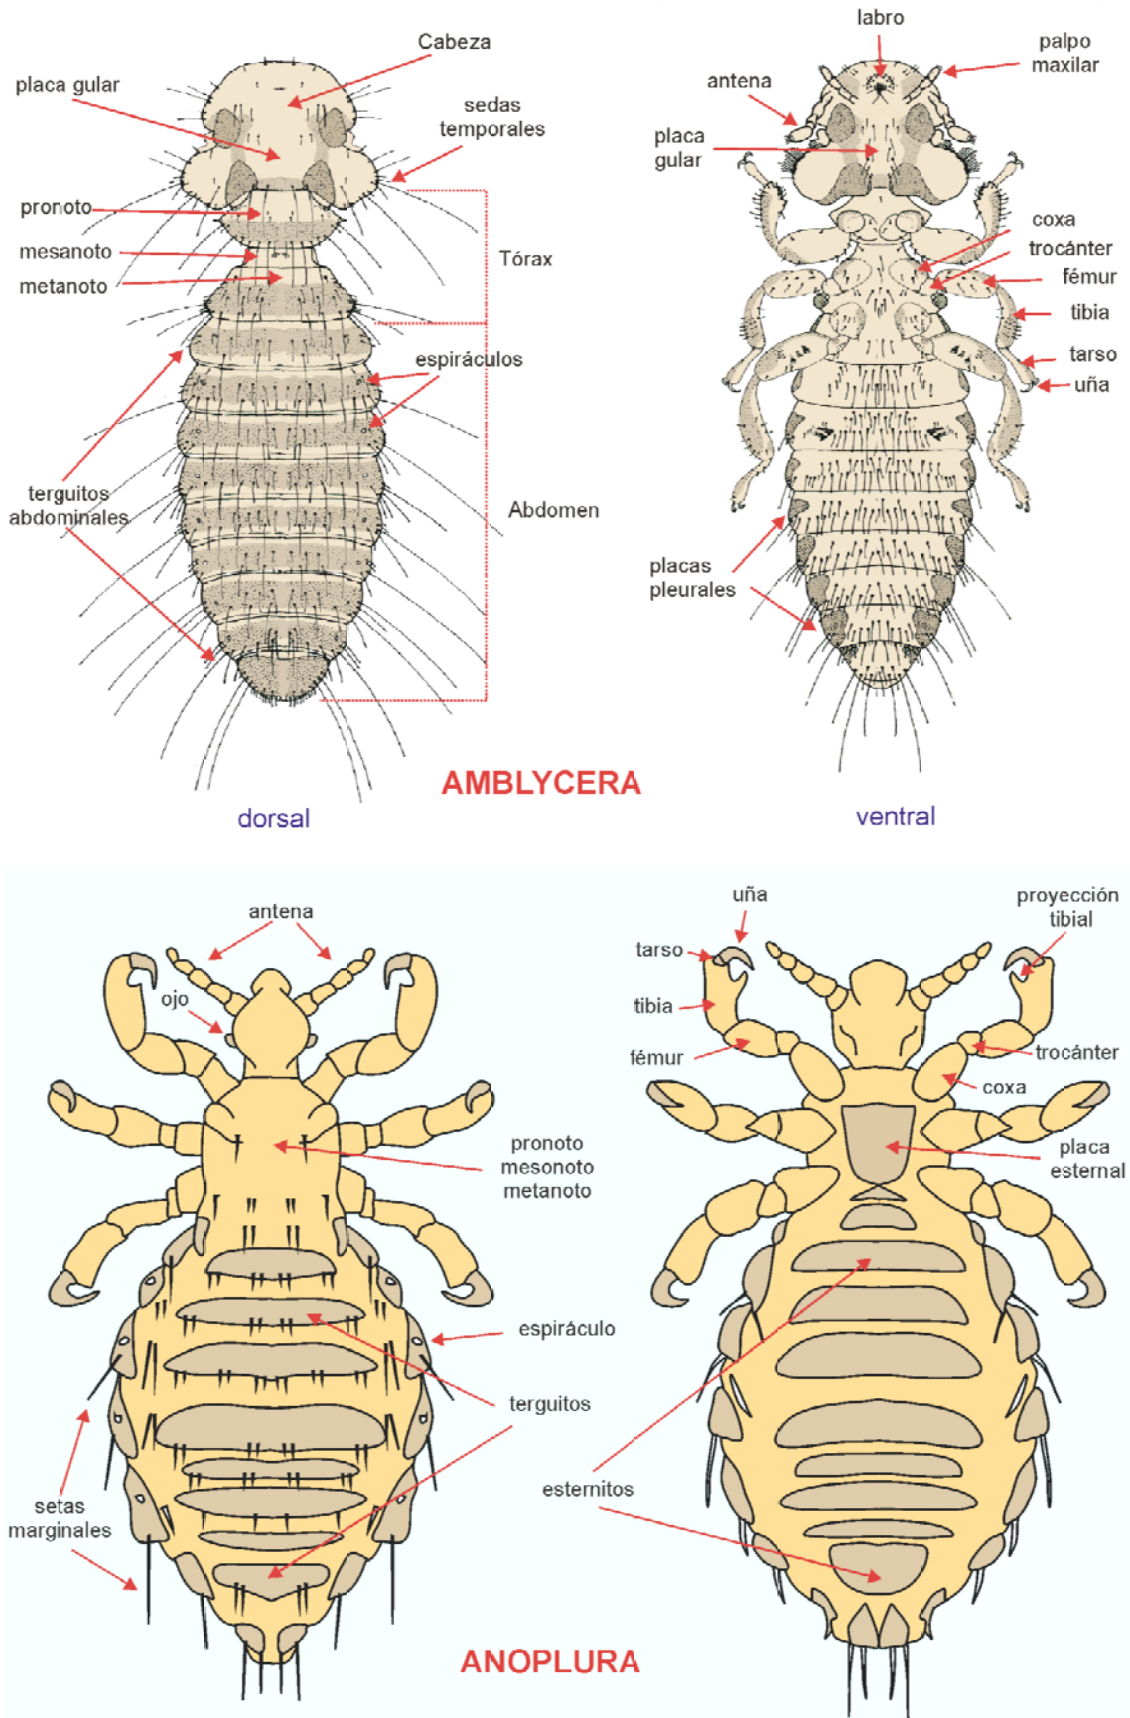 Cabeza
placa gular
sedas
temporales
pronoto
mesanoto
metanoto
Tórax
espiráculos
terguitos
abdominales
Abdomen
labro
palpo
maxilar
antena
placa
gular
coxa
trocánter
fémur
tibia
tarso
uña
placas
pleurales
AMBLYCERA
dorsal
ventral
antena
ojo
pronoto
mesonoto
metanoto
espiráculo
terguitos
setas
marginales
uña
proyección
tibial
tarso
tibia
fémur
trocánter
coxa
placa
esternal
esternitos
ANOPLURA